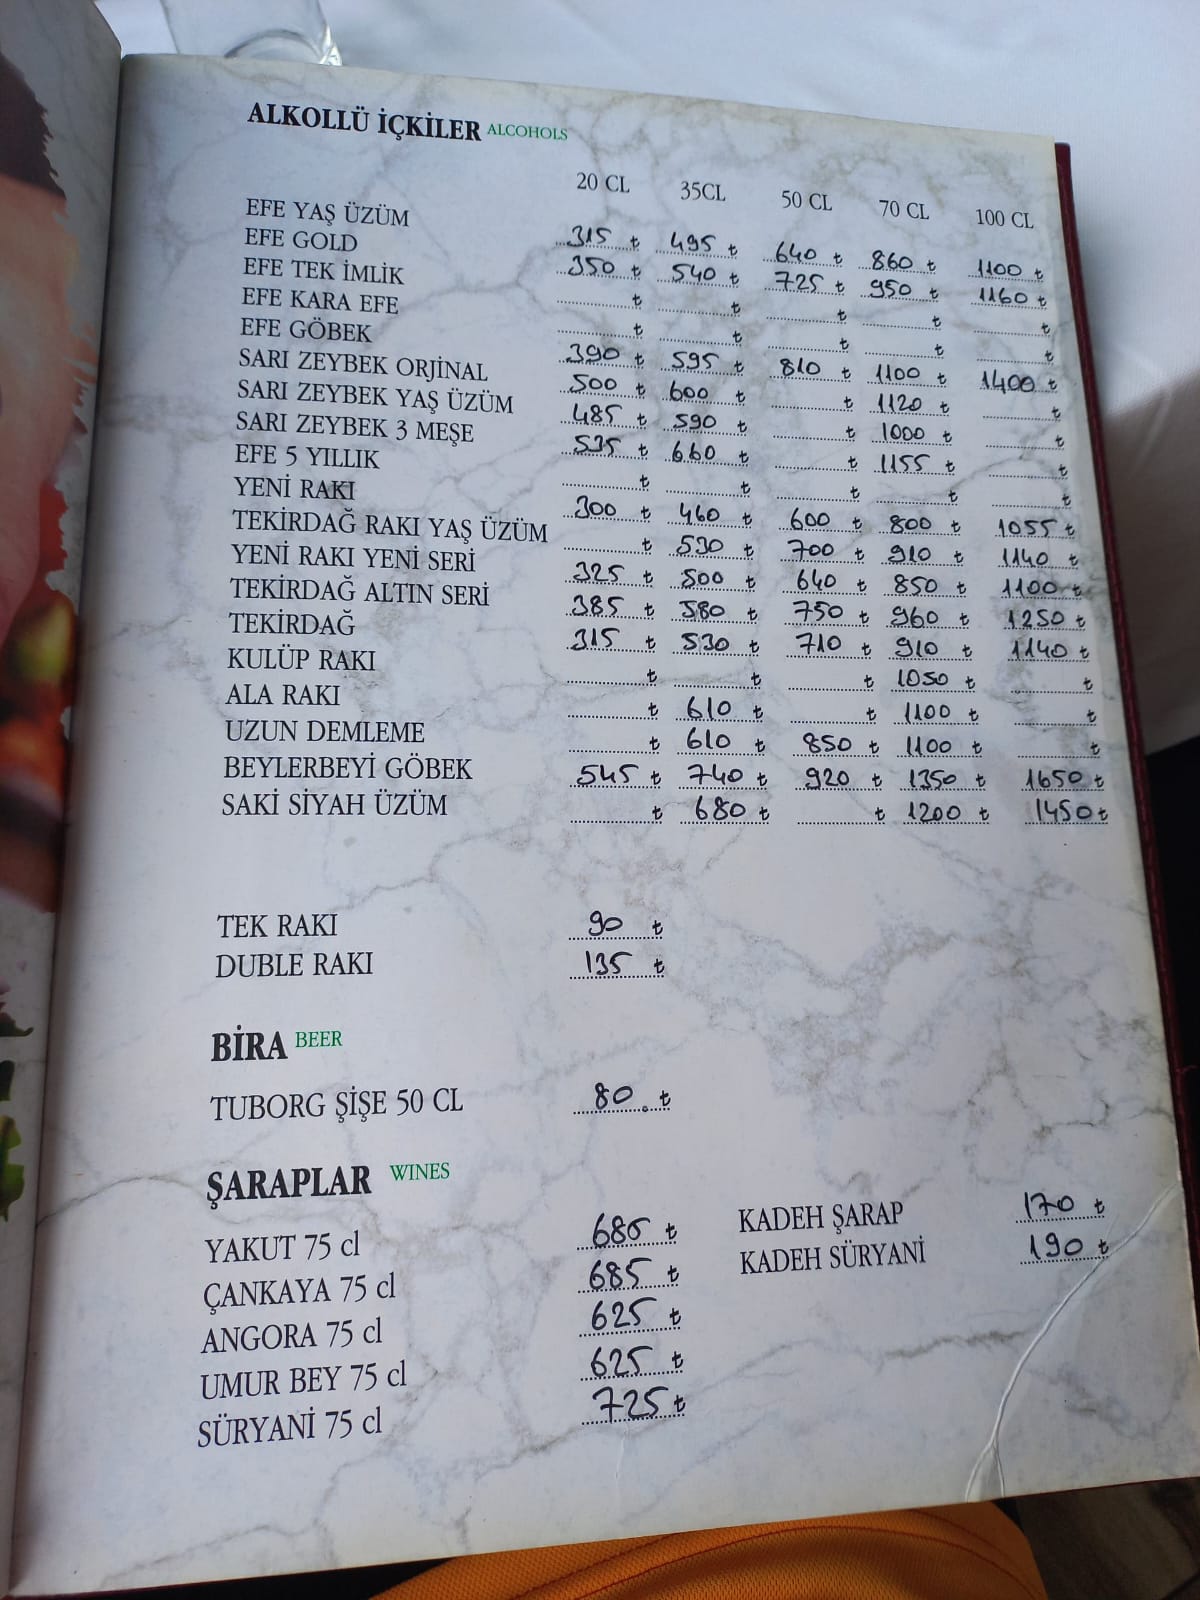 ALKOLLÜ İÇKİLER ALCOHOLS
20 CL 35CL 50 CL 70 CL 100 CL
EFE YAŞ ÜZÜM 315 ₺ 495 ₺ 640 ₺ 860 ₺ 1100 ₺
EFE GOLD 350 ₺ 540 ₺ 725 ₺ 950 ₺ 1160 ₺
EFE TEK İMLİK ₺ ₺ ₺ ₺ ₺
EFE KARA EFE ₺ ₺ ₺ ₺ ₺
EFE GÖBEK 390 ₺ 595 ₺ 810 ₺ 1100 ₺ 1400 ₺
SARI ZEYBEK ORJİNAL 500 ₺ 600 ₺ ₺ 1120 ₺ ₺
SARI ZEYBEK YAŞ ÜZÜM 485 ₺ 590 ₺ ₺ 1000 ₺ ₺
SARI ZEYBEK 3 MEŞE 535 ₺ 660 ₺ ₺ 1155 ₺ ₺
EFE 5 YILLIK ₺ ₺ ₺ ₺ ₺
YENİ RAKI 300 ₺ 460 ₺ 600 ₺ 800 ₺ 1055 ₺
TEKİRDAĞ RAKI YAŞ ÜZÜM ₺ 530 ₺ 700 ₺ 910 ₺ 1140 ₺
YENİ RAKI YENİ SERİ 325 ₺ 500 ₺ 640 ₺ 850 ₺ 1100 ₺
TEKİRDAĞ ALTIN SERİ 385 ₺ 580 ₺ 750 ₺ 960 ₺ 1250 ₺
TEKİRDAĞ 315 ₺ 530 ₺ 710 ₺ 910 ₺ 1140 ₺
KULÜP RAKI ₺ ₺ ₺ 1050 ₺ ₺
ALA RAKI ₺ 610 ₺ ₺ 1100 ₺ ₺
UZUN DEMLEME ₺ 610 ₺ 850 ₺ 1100 ₺ ₺
BEYLERBEYİ GÖBEK 545 ₺ 740 ₺ 920 ₺ 1350 ₺ 1650 ₺
SAKİ SİYAH ÜZÜM ₺ 680 ₺ ₺ 1200 ₺ 1450 ₺
TEK RAKI 90 ₺
DUBLE RAKI 135 ₺
BİRA BEER
TUBORG ŞİŞE 50 CL 80 ₺
ŞARAPLAR WINES
YAKUT 75 cl 685 ₺ KADEH ŞARAP 170 ₺
ÇANKAYA 75 cl 685 ₺ KADEH SÜRYANİ 190 ₺
ANGORA 75 cl 625 ₺
UMUR BEY 75 cl 625 ₺
SÜRYANİ 75 cl 725 ₺